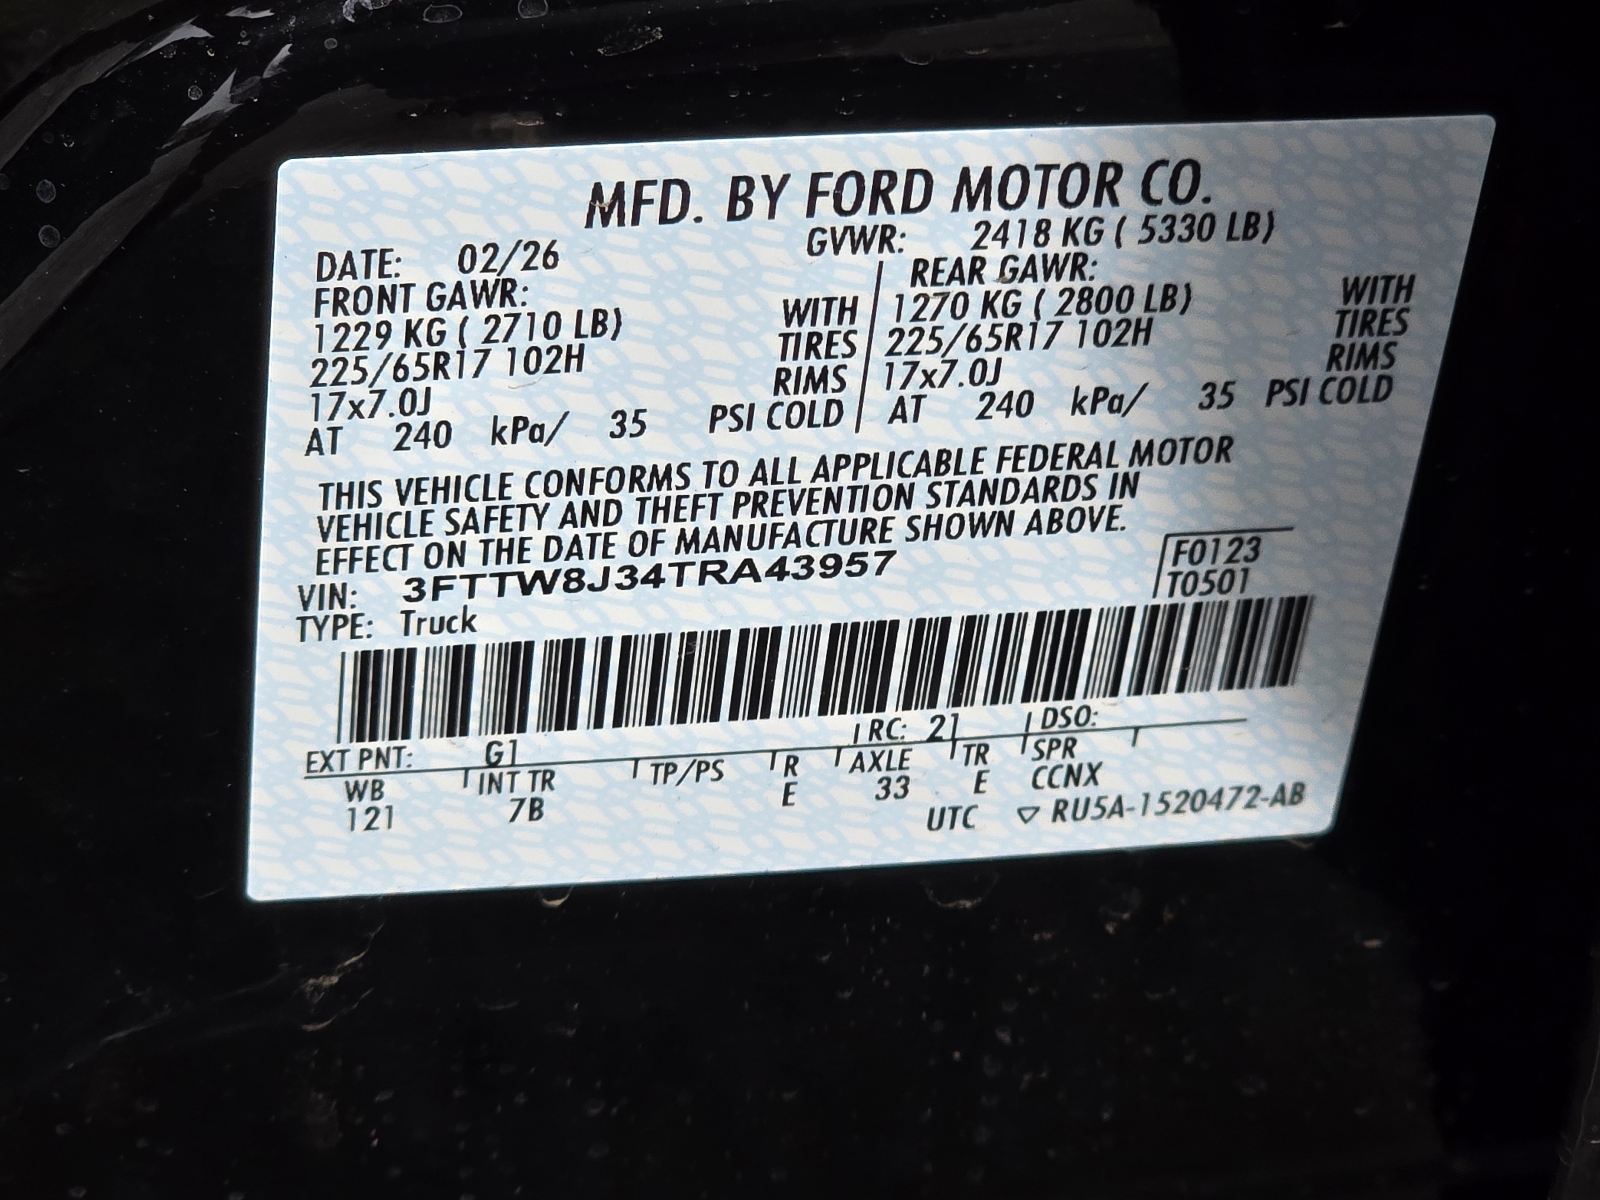 MFD. BY FORD MOTOR CO.
DATE: 02/26 GVWR: 2418 KG ( 5330 LB)
FRONT GAWR: REAR GAWR:
1229 KG ( 2710 LB) WITH 1270 KG ( 2800 LB) WITH
225/65R17 102H TIRES 225/65R17 102H TIRES
17x7.0J RIMS 17x7.0J RIMS
AT 240 kPa/ 35 PSI COLD AT 240 kPa/ 35 PSI COLD
THIS VEHICLE CONFORMS TO ALL APPLICABLE FEDERAL MOTOR
VEHICLE SAFETY AND THEFT PREVENTION STANDARDS IN
EFFECT ON THE DATE OF MANUFACTURE SHOWN ABOVE.
VIN: 3FTTW8J34TRA43957 F0123
TYPE: Truck T0501
EXT PNT: G1 RC: 21 DSO:
WB INT TR TP/PS R AXLE TR SPR
121 7B E 33 E CCNX
UTC ▽ RU5A-1520472-AB